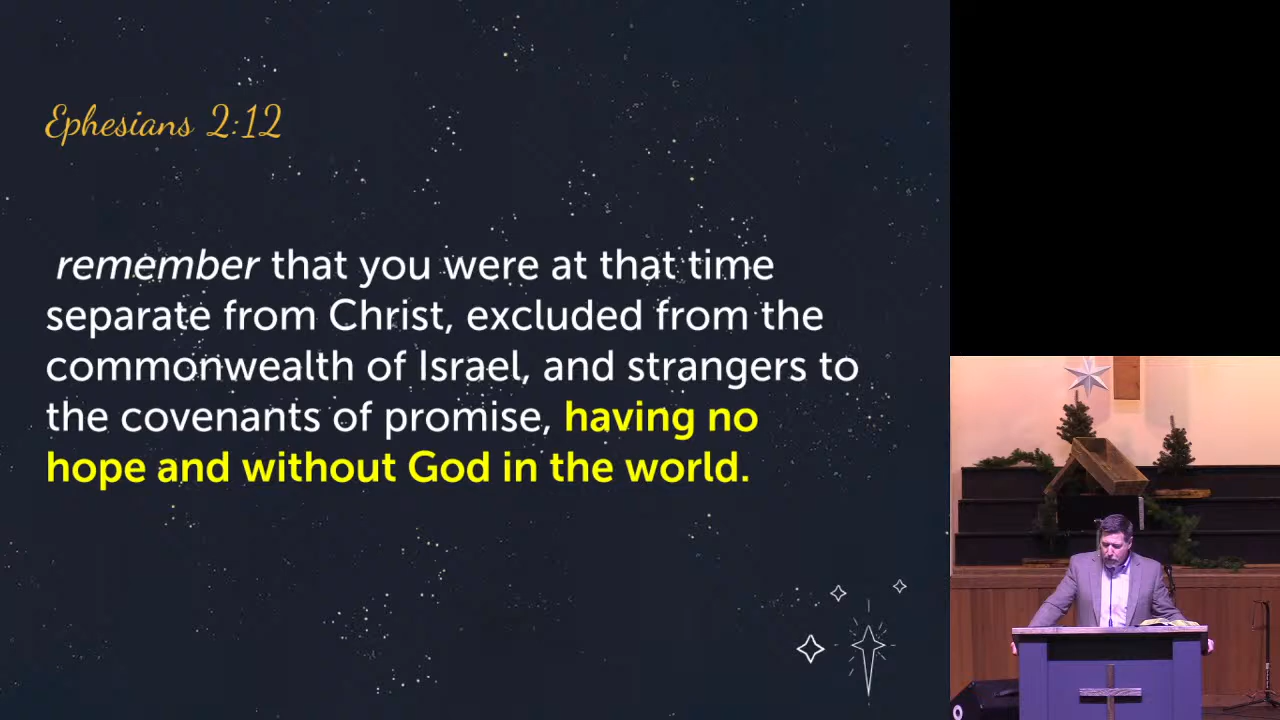 Ephesians 2:12
remember that you were at that time
separate from Christ, excluded from the
commonwealth of Israel, and strangers to
the covenants of promise, having no
hope and without God in the world.